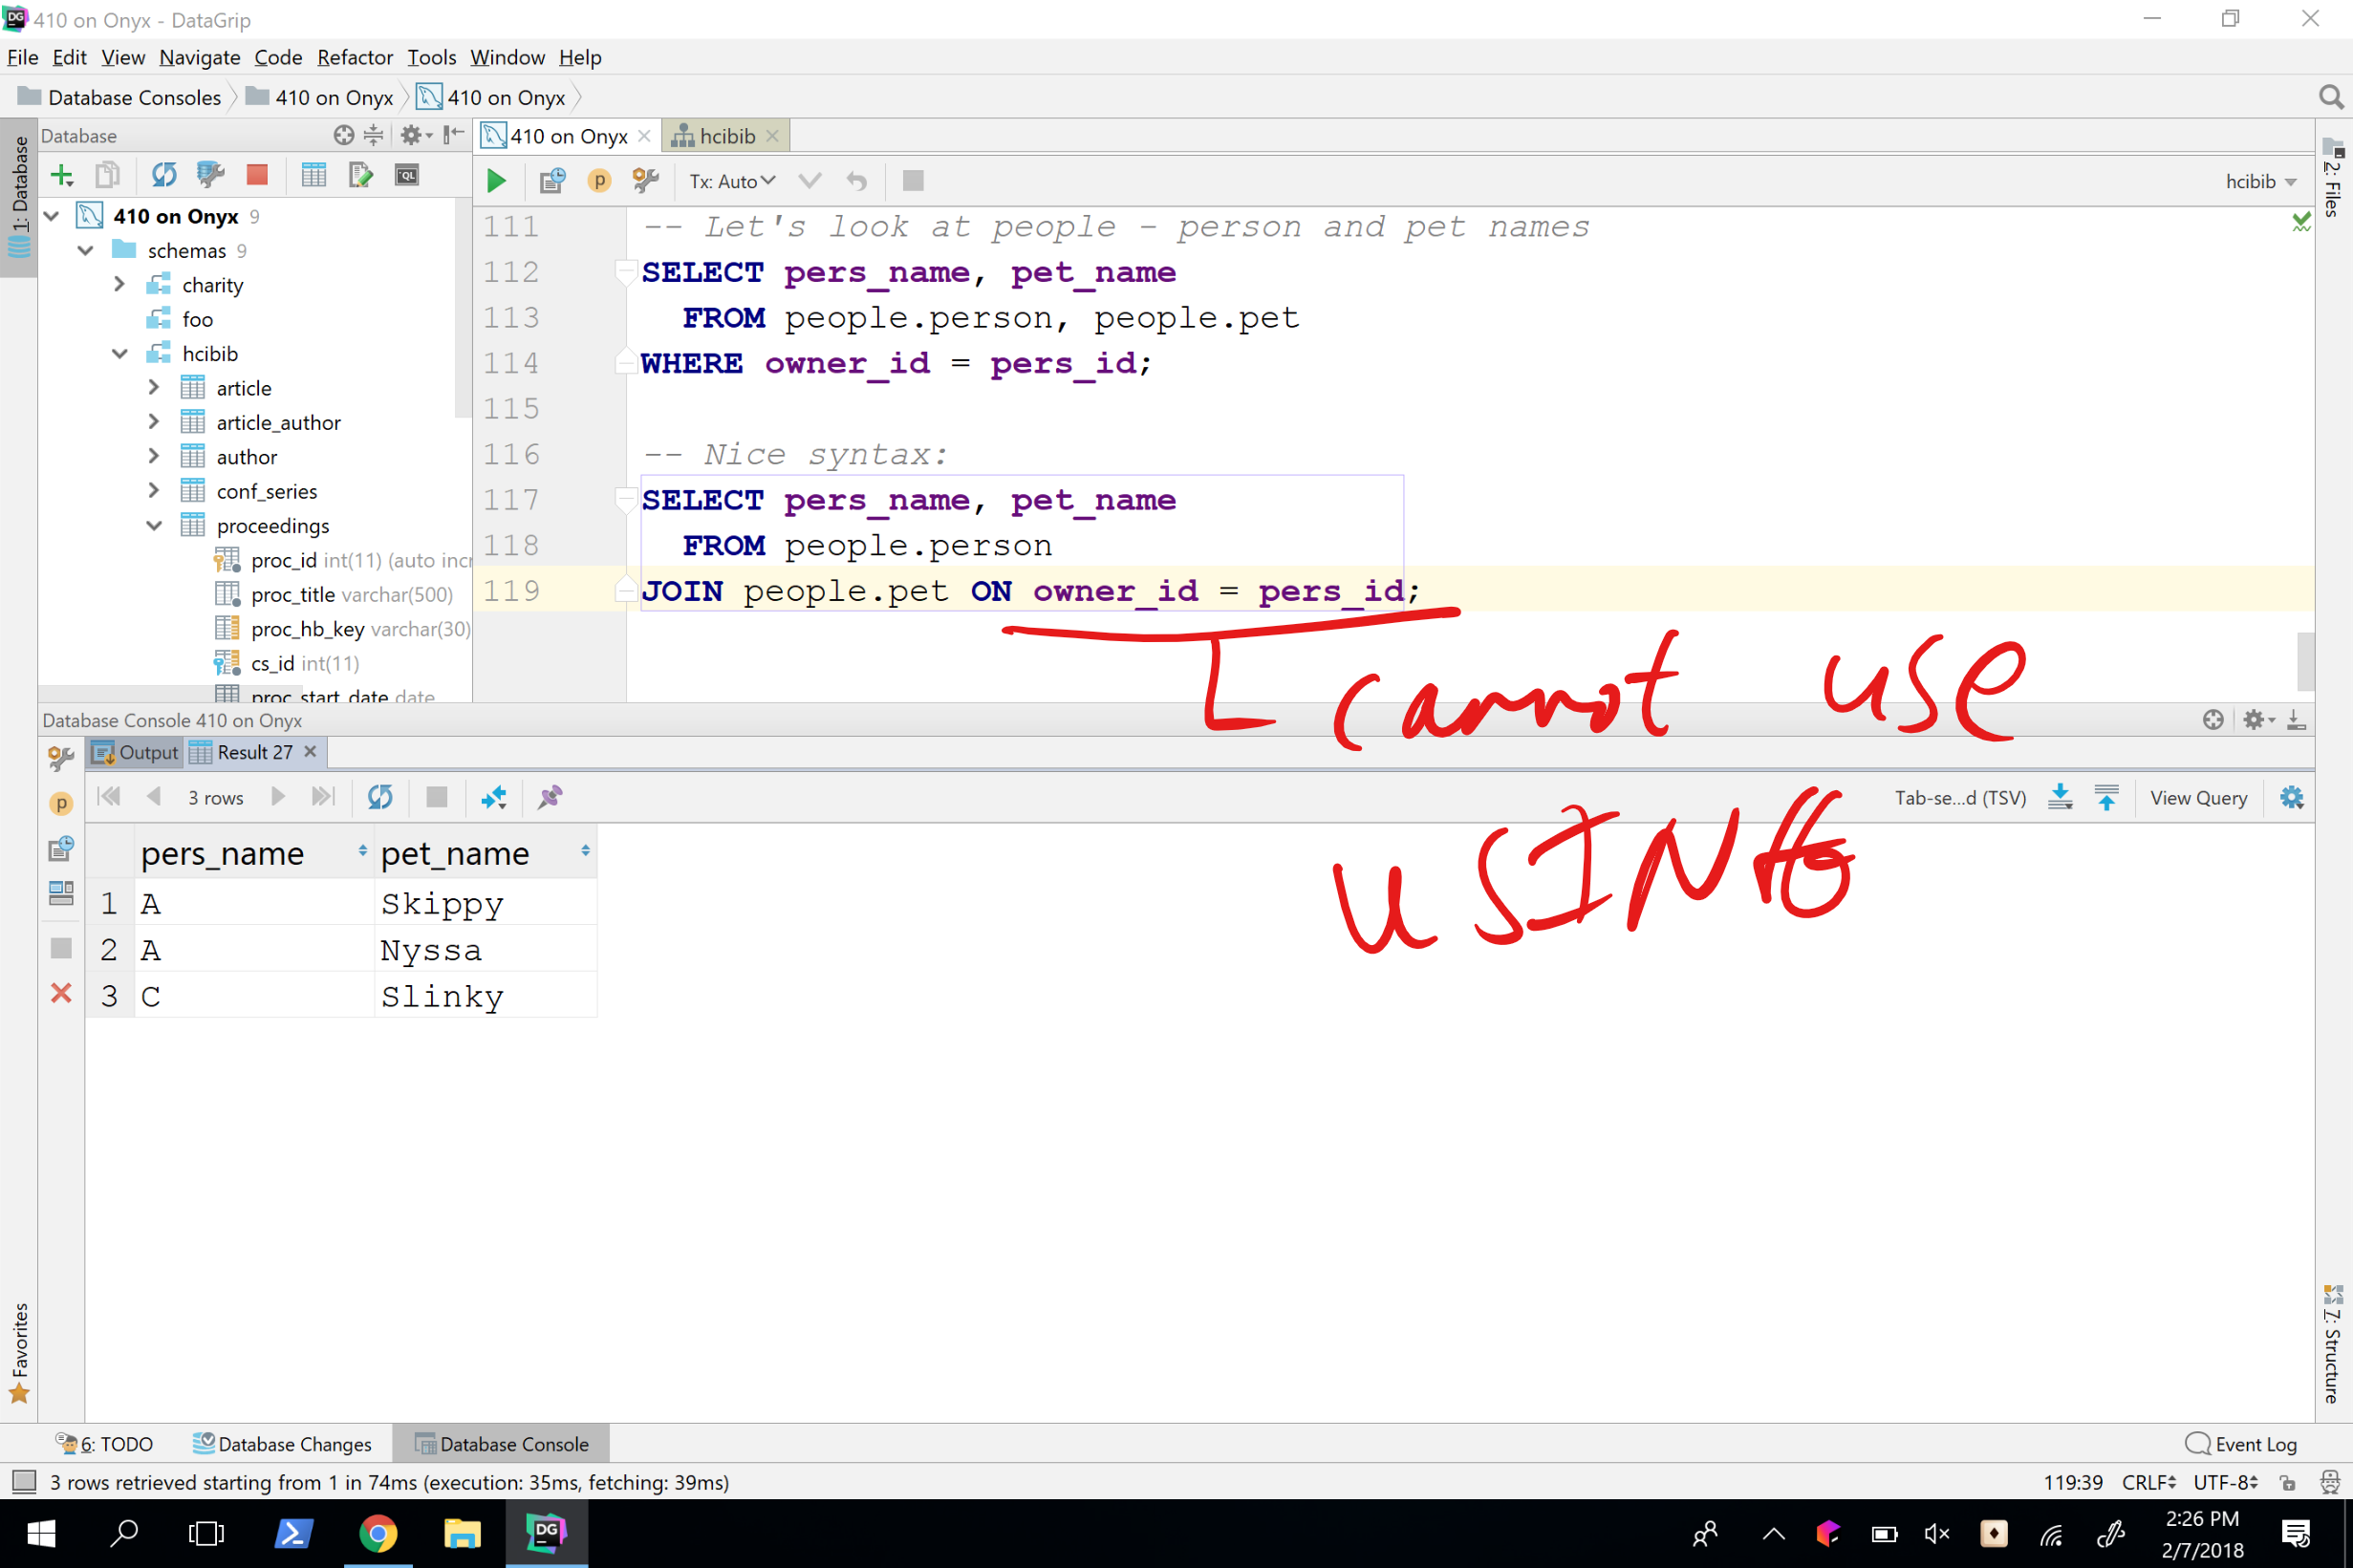 410 on Onyx - DataGrip
File Edit View Navigate Code Refactor Tools Window Help
Database Consoles 410 on Onyx 410 on Onyx
1: Database
Database
410 on Onyx 9
schemas 9
charity
foo
hcibib
article
article_author
author
conf_series
proceedings
proc_id int(11) (auto incr
proc_title varchar(500)
proc_hb_key varchar(30)
cs_id int(11)
proc_start_date date
410 on Onyx hcibib
Tx: Auto hcibib
2: Files
111 -- Let's look at people - person and pet names
112 SELECT pers_name, pet_name
113 FROM people.person, people.pet
114 WHERE owner_id = pers_id;
115
116 -- Nice syntax:
117 SELECT pers_name, pet_name
118 FROM people.person
119 JOIN people.pet ON owner_id = pers_id;
cannot use
USING
Database Console 410 on Onyx
Output Result 27
3 rows Tab-se...d (TSV) View Query
pers_name pet_name
1 A Skippy
2 A Nyssa
3 C Slinky
Favorites
7: Structure
6: TODO Database Changes Database Console Event Log
3 rows retrieved starting from 1 in 74ms (execution: 35ms, fetching: 39ms) 119:39 CRLF UTF-8
DG
2:26 PM
2/7/2018